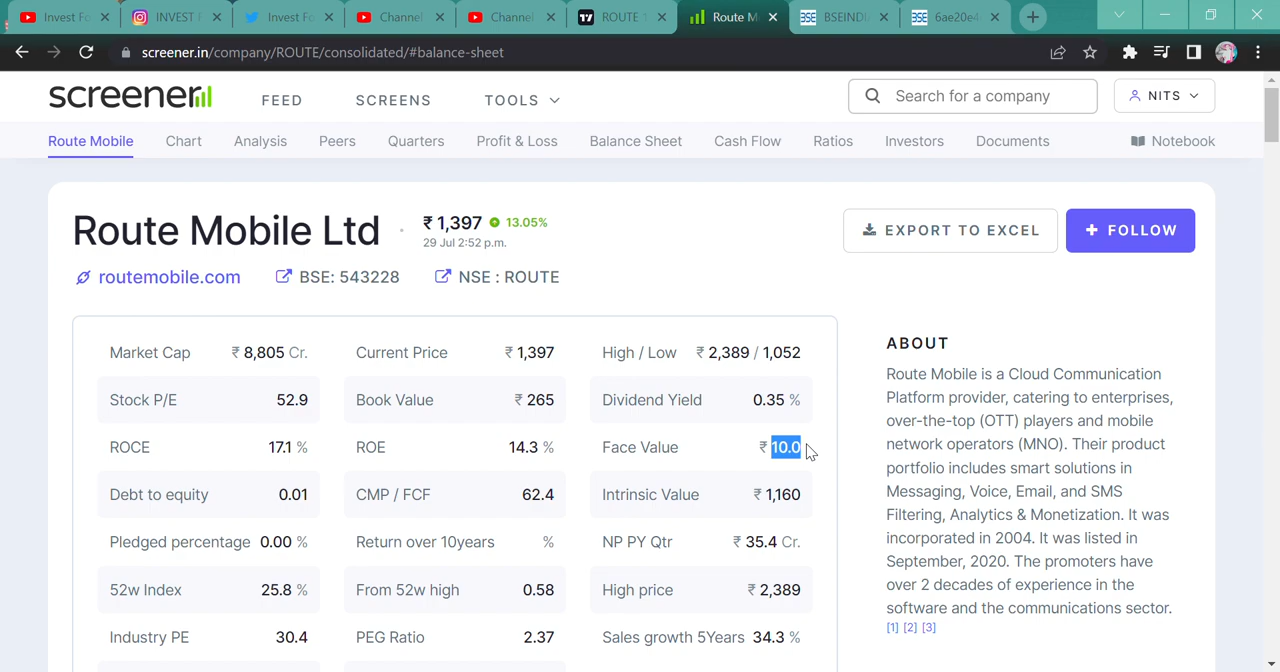 Invest Fo
INVEST F
Invest Fo
Channel
Channel
ROUTE 1
Route M
BSEINDI
6ae20e4
screener.in/company/ROUTE/consolidated/#balance-sheet
screener
FEED
SCREENS
TOOLS
Search for a company
NITS
Route Mobile
Chart
Analysis
Peers
Quarters
Profit & Loss
Balance Sheet
Cash Flow
Ratios
Investors
Documents
Notebook
Route Mobile Ltd
₹ 1,397 13.05%
29 Jul 2:52 p.m.
EXPORT TO EXCEL
+ FOLLOW
routemobile.com
BSE: 543228
NSE : ROUTE
Market Cap ₹ 8,805 Cr.
Current Price ₹ 1,397
High / Low ₹ 2,389 / 1,052
Stock P/E 52.9
Book Value ₹ 265
Dividend Yield 0.35 %
ROCE 17.1 %
ROE 14.3 %
Face Value ₹ 10.0
Debt to equity 0.01
CMP / FCF 62.4
Intrinsic Value ₹ 1,160
Pledged percentage 0.00 %
Return over 10years %
NP PY Qtr ₹ 35.4 Cr.
52w Index 25.8 %
From 52w high 0.58
High price ₹ 2,389
Industry PE 30.4
PEG Ratio 2.37
Sales growth 5Years 34.3 %
ABOUT
Route Mobile is a Cloud Communication
Platform provider, catering to enterprises,
over-the-top (OTT) players and mobile
network operators (MNO). Their product
portfolio includes smart solutions in
Messaging, Voice, Email, and SMS
Filtering, Analytics & Monetization. It was
incorporated in 2004. It was listed in
September, 2020. The promoters have
over 2 decades of experience in the
software and the communications sector.
[1] [2] [3]